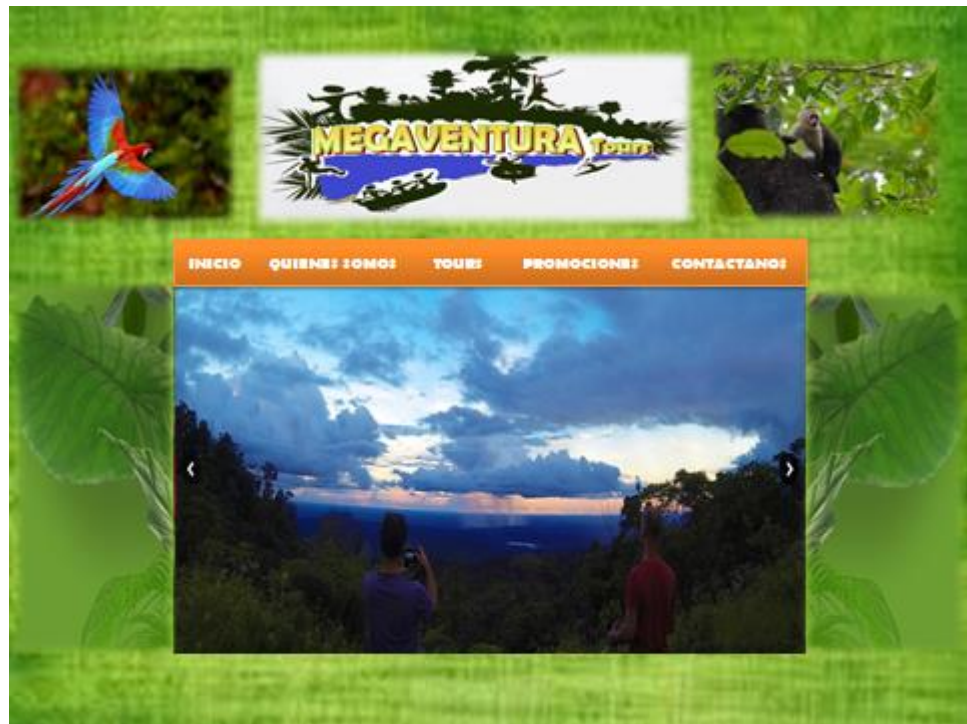 MEGAVENTURA Tours
INICIO QUIENES SOMOS TOURS PROMOCIONES CONTACTANOS